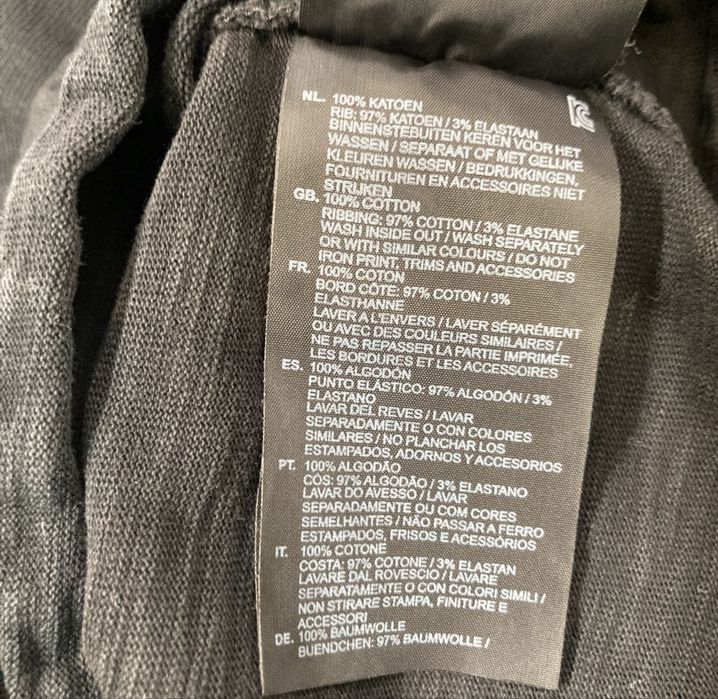 NL. 100% KATOEN
RIB: 97% KATOEN / 3% ELASTAAN
BINNENSTEBUITEN KEREN VOOR HET
WASSEN / SEPARAAT OF MET GELIJKE
KLEUREN WASSEN / BEDRUKKINGEN,
FOURNITUREN EN ACCESSOIRES NIET
STRIJKEN
GB. 100% COTTON
RIBBING: 97% COTTON / 3% ELASTANE
WASH INSIDE OUT / WASH SEPARATELY
OR WITH SIMILAR COLOURS / DO NOT
IRON PRINT, TRIMS AND ACCESSORIES
FR. 100% COTON
BORD CÔTE: 97% COTON / 3%
ELASTHANNE
LAVER A L'ENVERS / LAVER SÉPARÉMENT
OU AVEC DES COULEURS SIMILAIRES /
NE PAS REPASSER LA PARTIE IMPRIMÉE,
LES BORDURES ET LES ACCESSOIRES
ES. 100% ALGODÓN
PUNTO ELÁSTICO: 97% ALGODÓN / 3%
ELASTANO
LAVAR DEL REVES / LAVAR
SEPARADAMENTE O CON COLORES
SIMILARES / NO PLANCHAR LOS
ESTAMPADOS, ADORNOS Y ACCESORIOS
PT. 100% ALGODÃO
CÓS: 97% ALGODÃO / 3% ELASTANO
LAVAR DO AVESSO / LAVAR
SEPARADAMENTE OU COM CORES
SEMELHANTES / NÃO PASSAR A FERRO
ESTAMPADOS, FRISOS E ACESSÓRIOS
IT. 100% COTONE
COSTA: 97% COTONE / 3% ELASTAN
LAVARE DAL ROVESCIO / LAVARE
SEPARATAMENTE O CON COLORI SIMILI /
NON STIRARE STAMPA, FINITURE E
ACCESSORI
DE. 100% BAUMWOLLE
BUENDCHEN: 97% BAUMWOLLE /